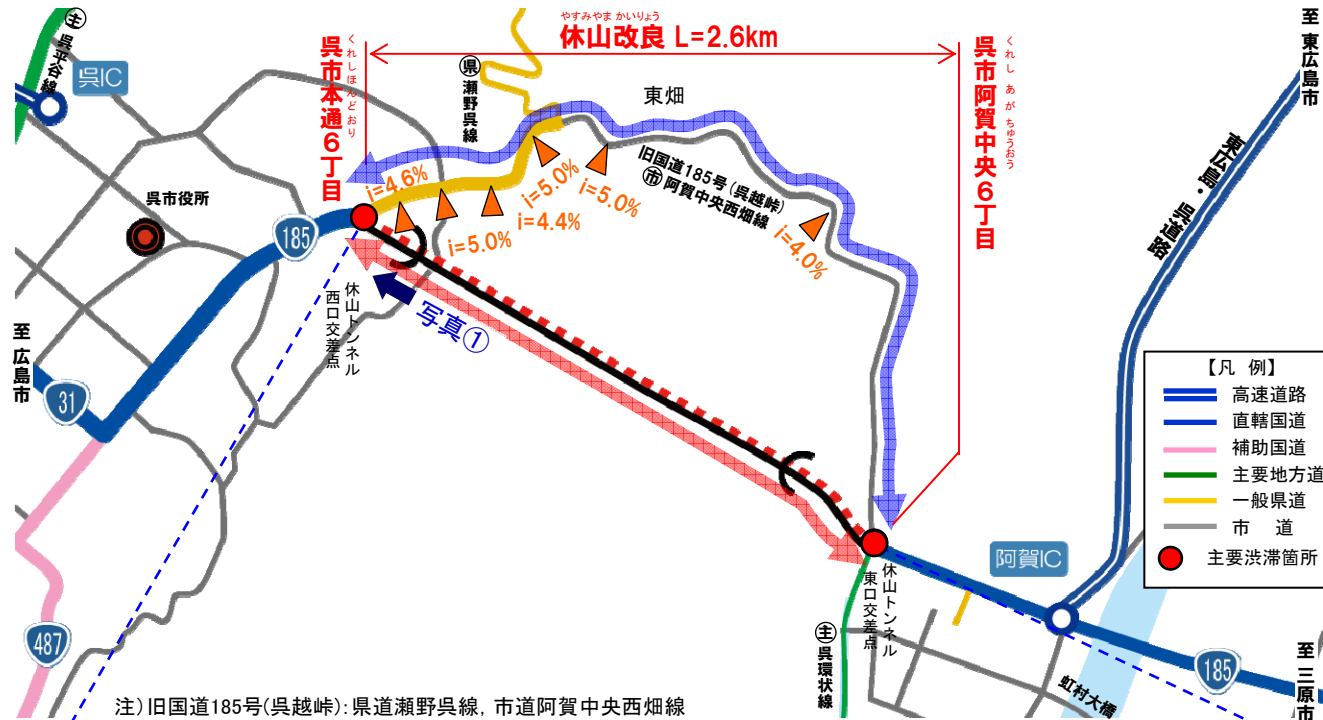 やすみやま かいりょう
休山改良 L=2.6km
くれしほんどおり
呉市本通6丁目
くれし あが ちゅうおう
呉市阿賀中央6丁目
至 東広島市
主 呉平谷線
呉IC
県 瀬野呉線
東畑
旧国道185号(呉越峠)
市 阿賀中央西畑線
東広島・呉道路
i=4.6%
i=5.0%
i=4.4%
i=5.0%
i=5.0%
i=4.0%
呉市役所
185
休山トンネル
西口交差点
写真①
至 広島市
31
487
【凡 例】
高速道路
直轄国道
補助国道
主要地方道
一般県道
市 道
主要渋滞箇所
阿賀IC
休山トンネル
東口交差点
主 呉環状線
虹村大橋
185
至 三原市
注)旧国道185号(呉越峠):県道瀬野呉線, 市道阿賀中央西畑線